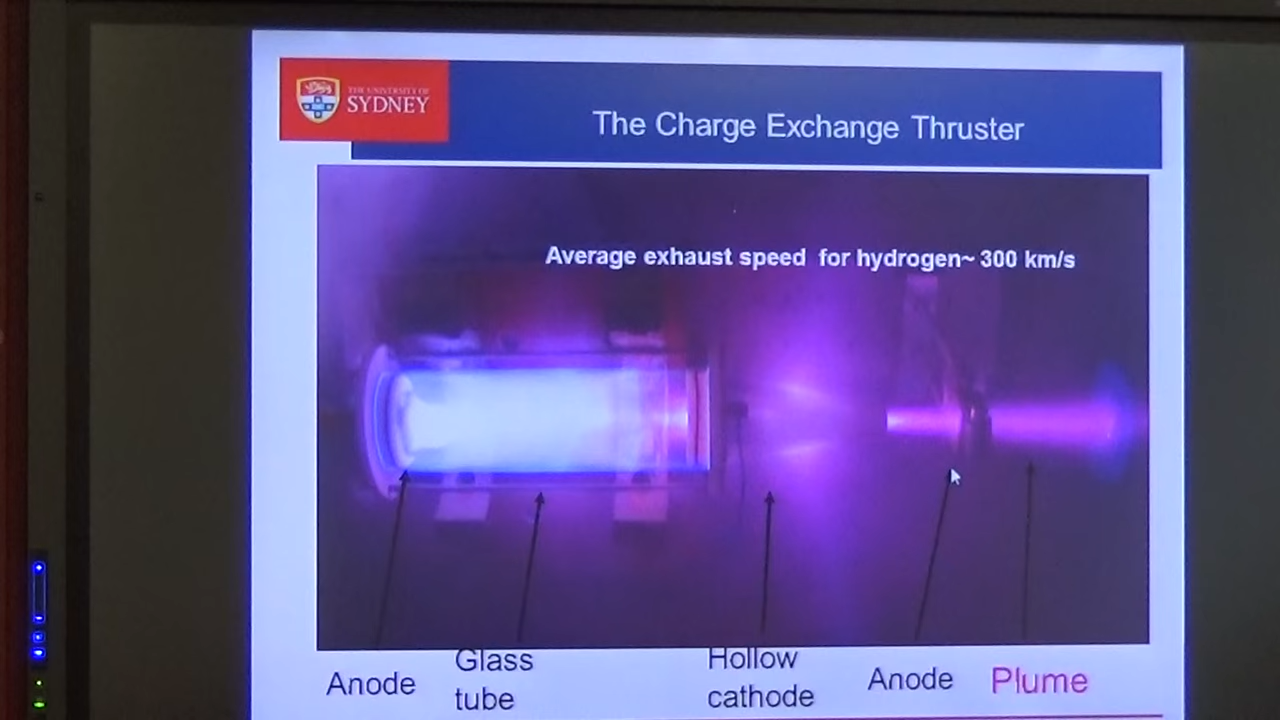 THE UNIVERSITY OF
SYDNEY
The Charge Exchange Thruster
Average exhaust speed for hydrogen~ 300 km/s
Anode
Glass
tube
Hollow
cathode
Anode
Plume